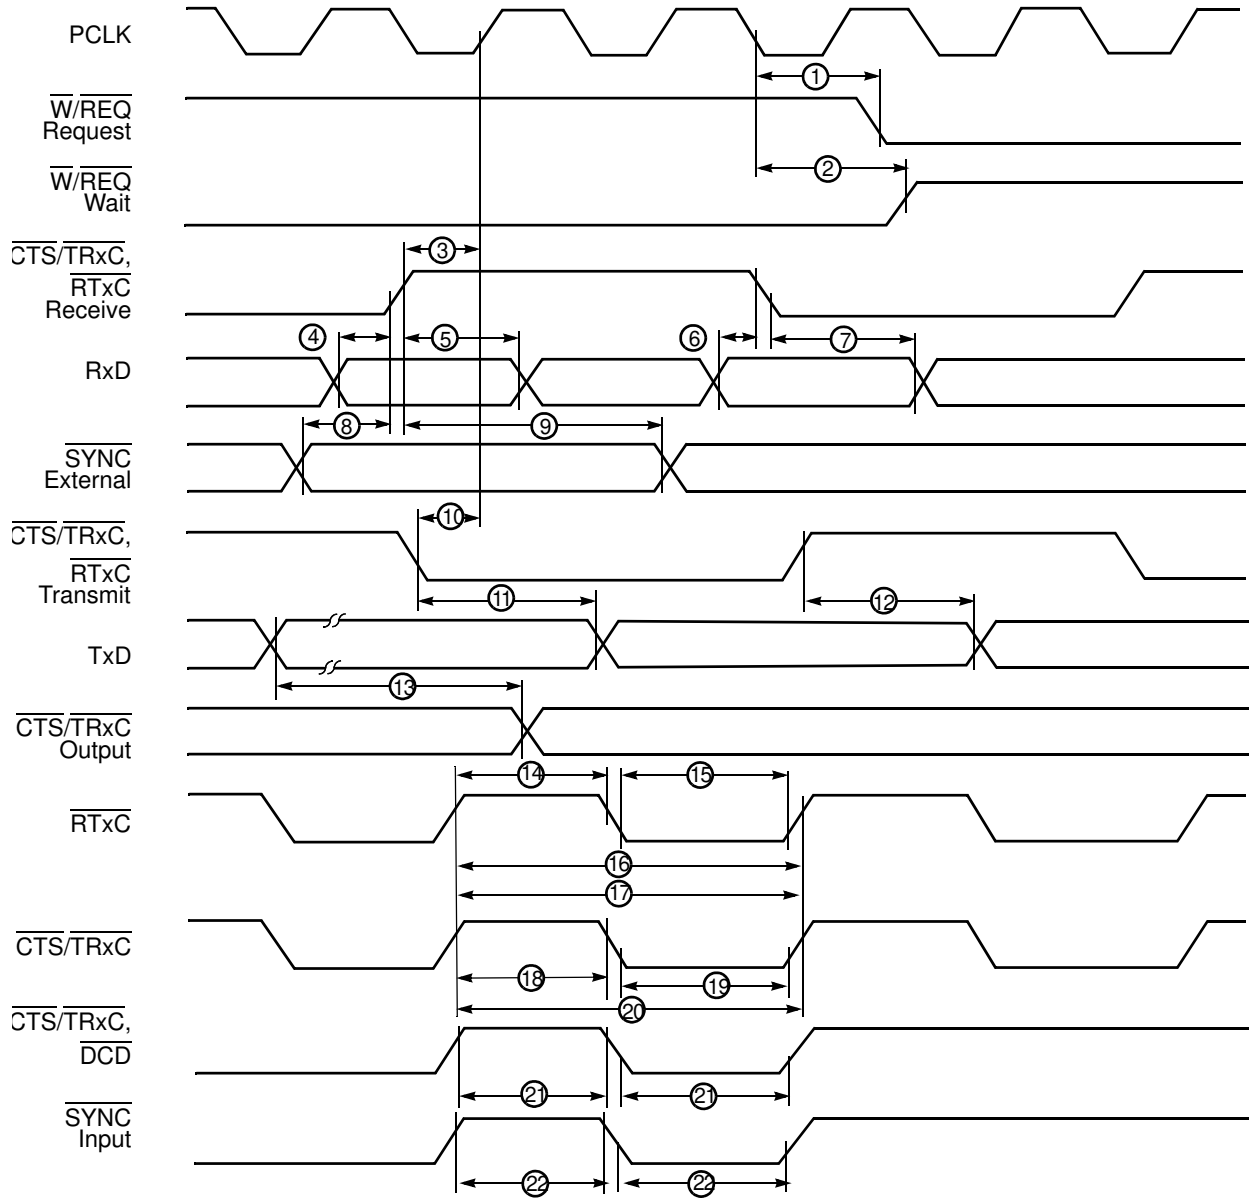 PCLK
1
W/REQ
Request
2
W/REQ
Wait
CTS/TRxC,
3
RTxC
Receive
4
5
6
7
RxD
8
9
SYNC
External
10
CTS/TRxC,
RTxC
Transmit
11
12
TxD
13
CTS/TRxC
Output
14
15
RTxC
16
17
CTS/TRxC
18
19
20
CTS/TRxC,
DCD
21
21
SYNC
Input
22
22